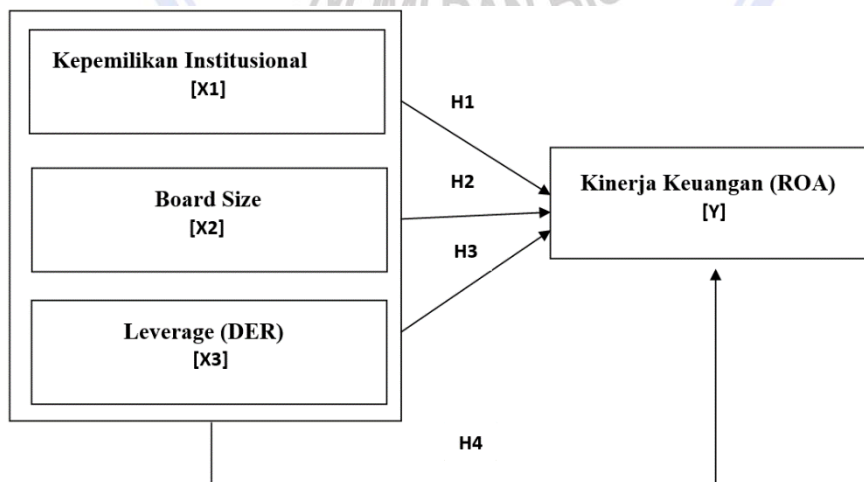 Kepemilikan Institusional
[X1]
H1
Board Size
[X2]
H2
Kinerja Keuangan (ROA)
[Y]
H3
Leverage (DER)
[X3]
H4